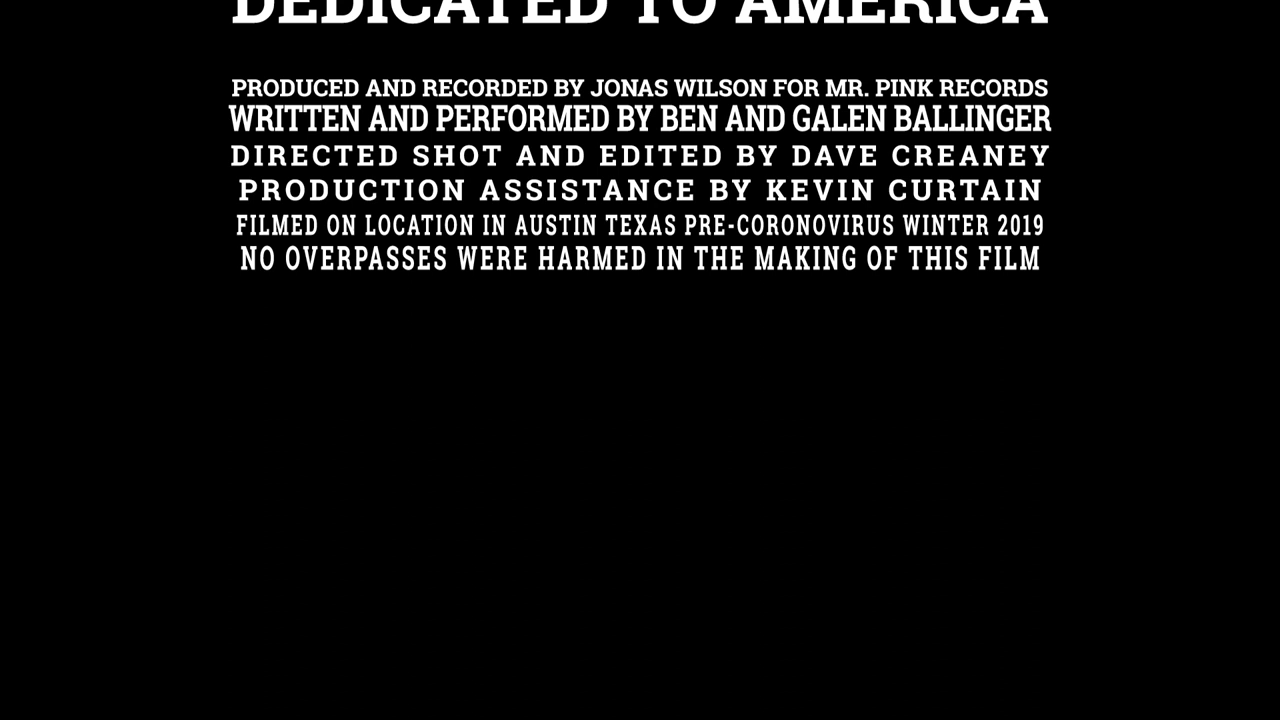 DEDICATED TO AMERICA
PRODUCED AND RECORDED BY JONAS WILSON FOR MR. PINK RECORDS
WRITTEN AND PERFORMED BY BEN AND GALEN BALLINGER
DIRECTED SHOT AND EDITED BY DAVE CREANEY
PRODUCTION ASSISTANCE BY KEVIN CURTAIN
FILMED ON LOCATION IN AUSTIN TEXAS PRE-CORONOVIRUS WINTER 2019
NO OVERPASSES WERE HARMED IN THE MAKING OF THIS FILM